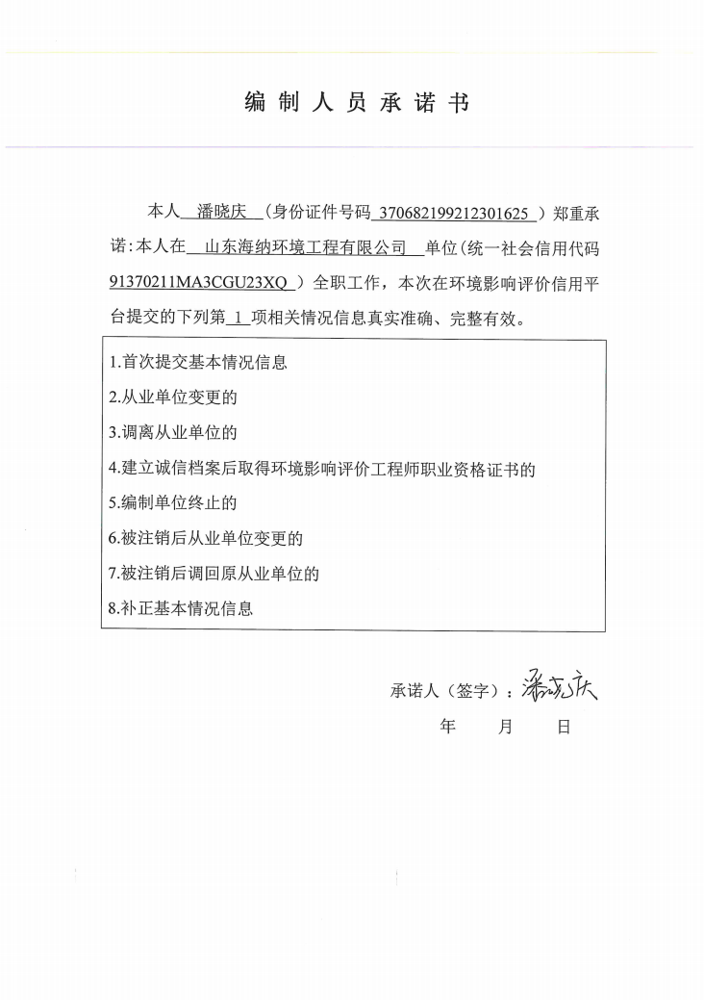 编制人员承诺书
本人 潘晓庆 (身份证件号码 370682199212301625 ) 郑重承
诺:本人在 山东海纳环境工程有限公司 单位(统一社会信用代码
91370211MA3CGU23XQ ) 全职工作，本次在环境影响评价信用平
台提交的下列第 1 项相关情况信息真实准确、完整有效。
1.首次提交基本情况信息
2.从业单位变更的
3.调离从业单位的
4.建立诚信档案后取得环境影响评价工程师职业资格证书的
5.编制单位终止的
6.被注销后从业单位变更的
7.被注销后调回原从业单位的
8.补正基本情况信息
承诺人（签字）：潘晓庆
年 月 日